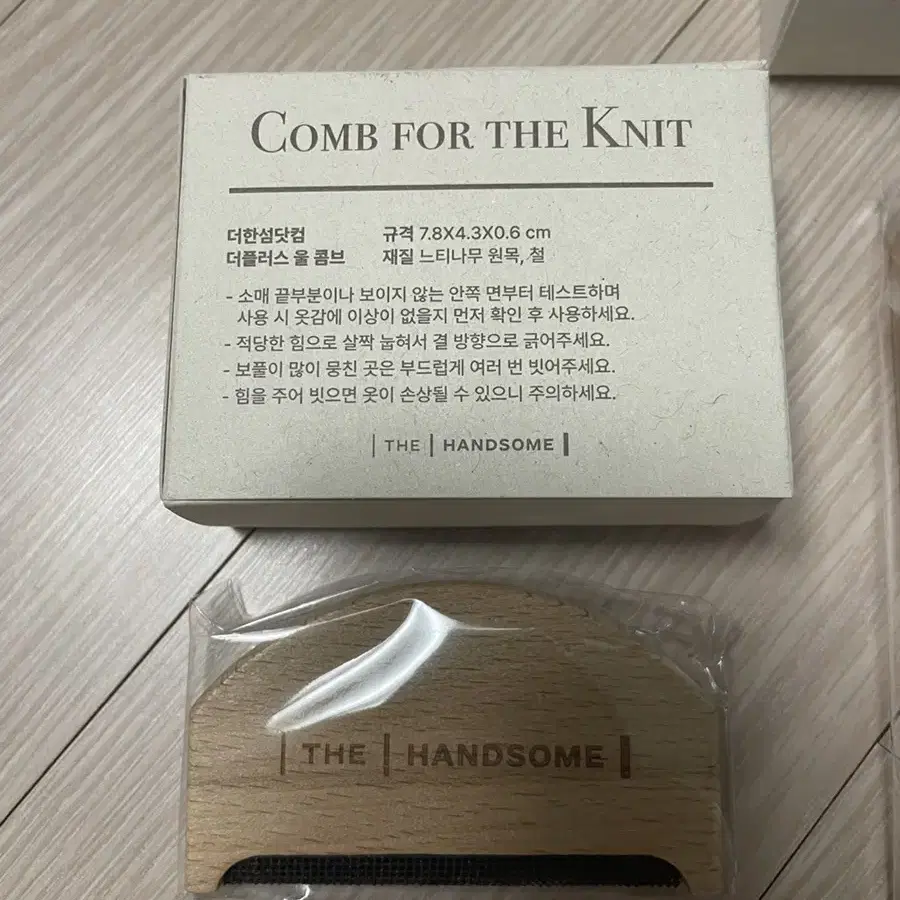 COMB FOR THE KNIT
더한섬닷컴 규격 7.8X4.3X0.6 cm
더플러스 울 콤브 재질 느티나무 원목, 철
- 소매 끝부분이나 보이지 않는 안쪽 면부터 테스트하며
사용 시 옷감에 이상이 없을지 먼저 확인 후 사용하세요.
- 적당한 힘으로 살짝 눕혀서 결 방향으로 긁어주세요.
- 보풀이 많이 뭉친 곳은 부드럽게 여러 번 빗어주세요.
- 힘을 주어 빗으면 옷이 손상될 수 있으니 주의하세요.
| THE | HANDSOME |
| THE | HANDSOME |